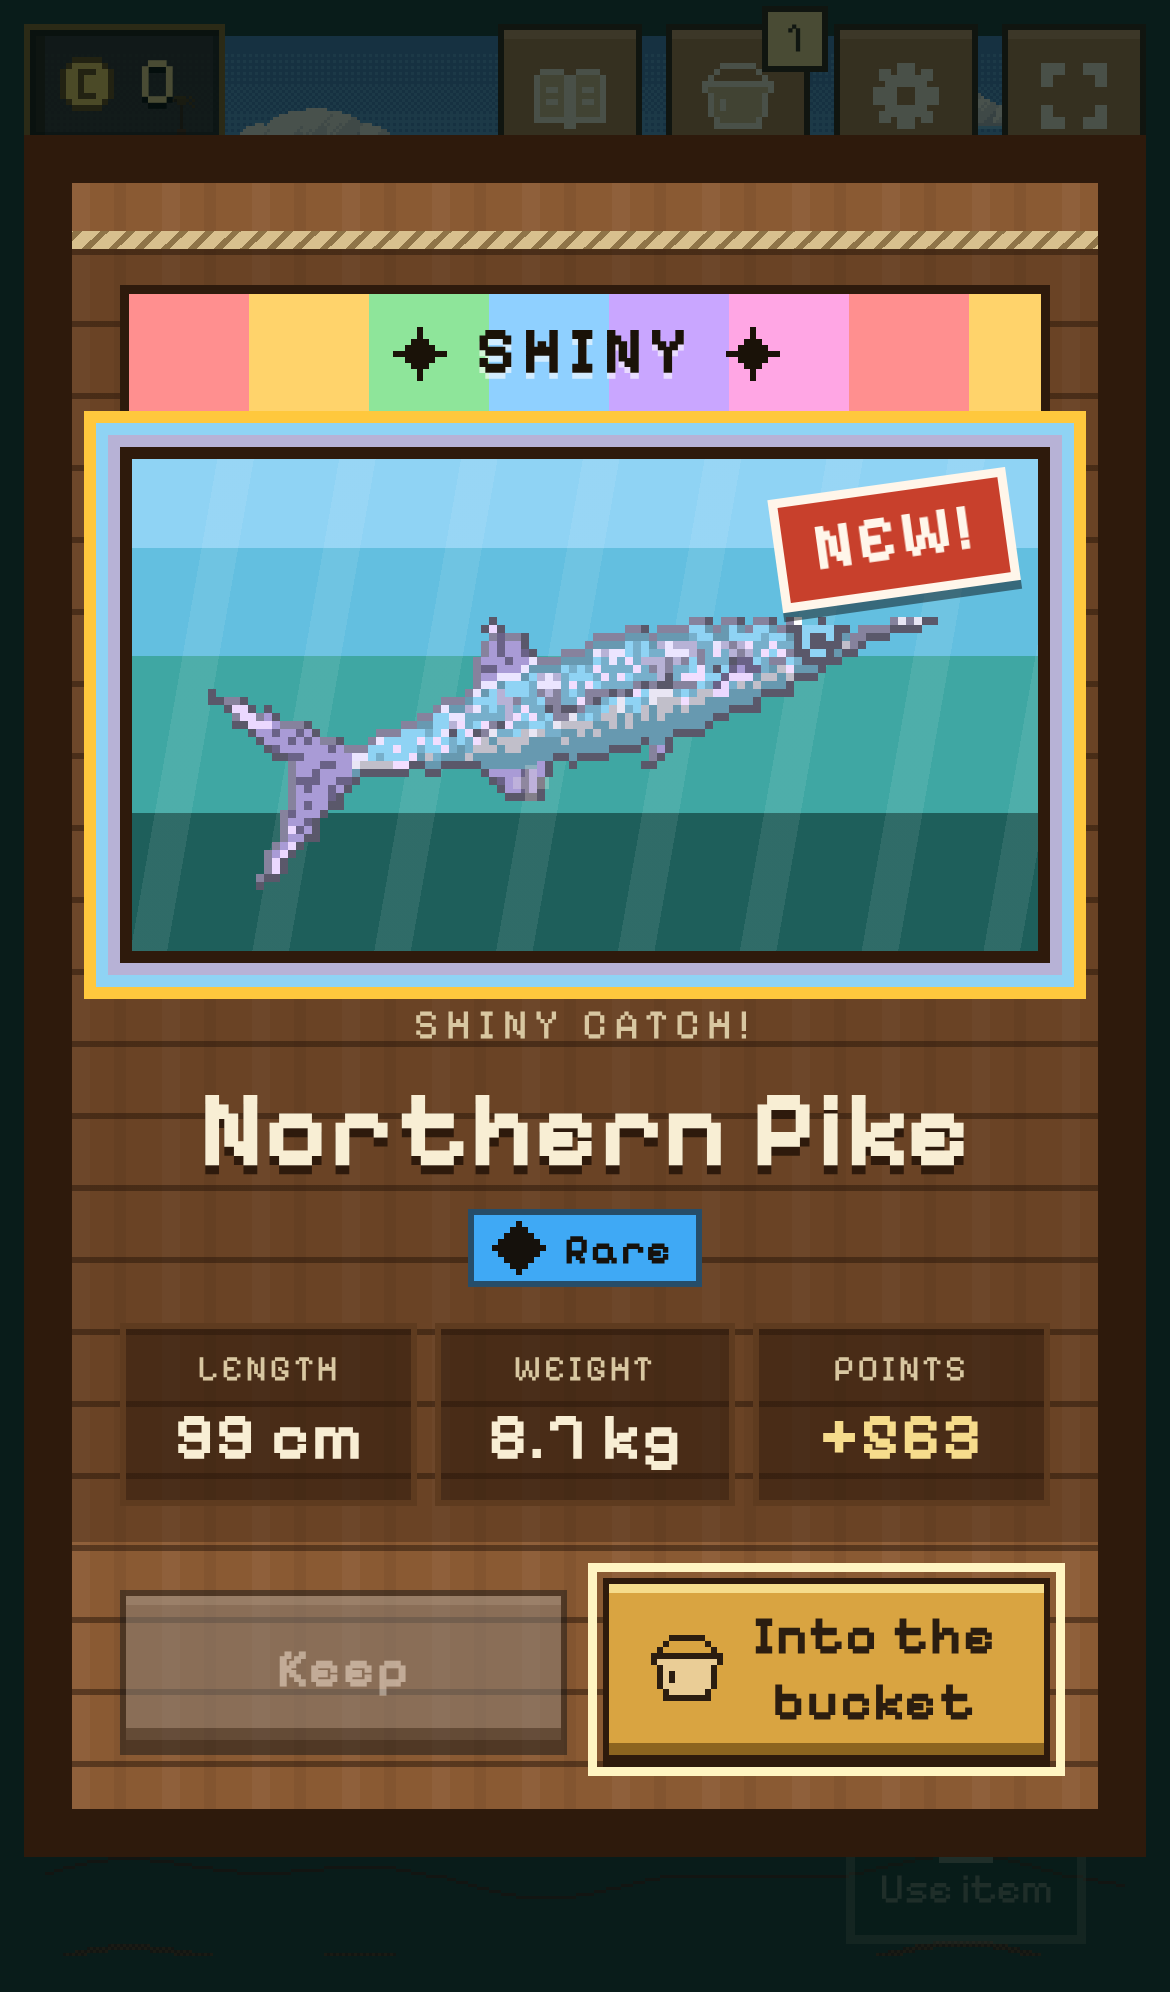 0
1
SHINY
NEW!
SHINY CATCH!
Northern Pike
Rare
LENGTH
WEIGHT
POINTS
99 cm
8.7 kg
+863
Keep
Into the
bucket
Use item